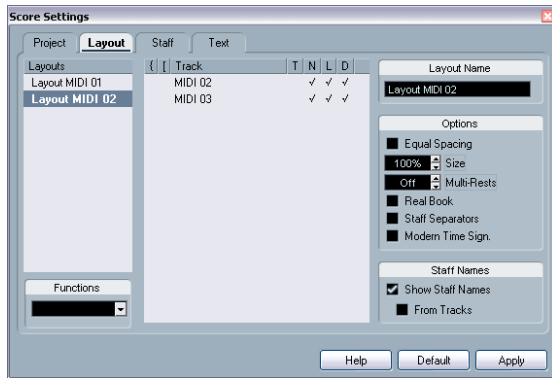 Score Settings
Project Layout Staff Text
Layouts
Layout MIDI 01
Layout MIDI 02
Functions
{ [ Track T N L D
MIDI 02 √ √ √
MIDI 03 √ √ √
Layout Name
Layout MIDI 02
Options
Equal Spacing
100% Size
Off Multi-Rests
Real Book
Staff Separators
Modern Time Sign.
Staff Names
Show Staff Names
From Tracks
Help Default Apply